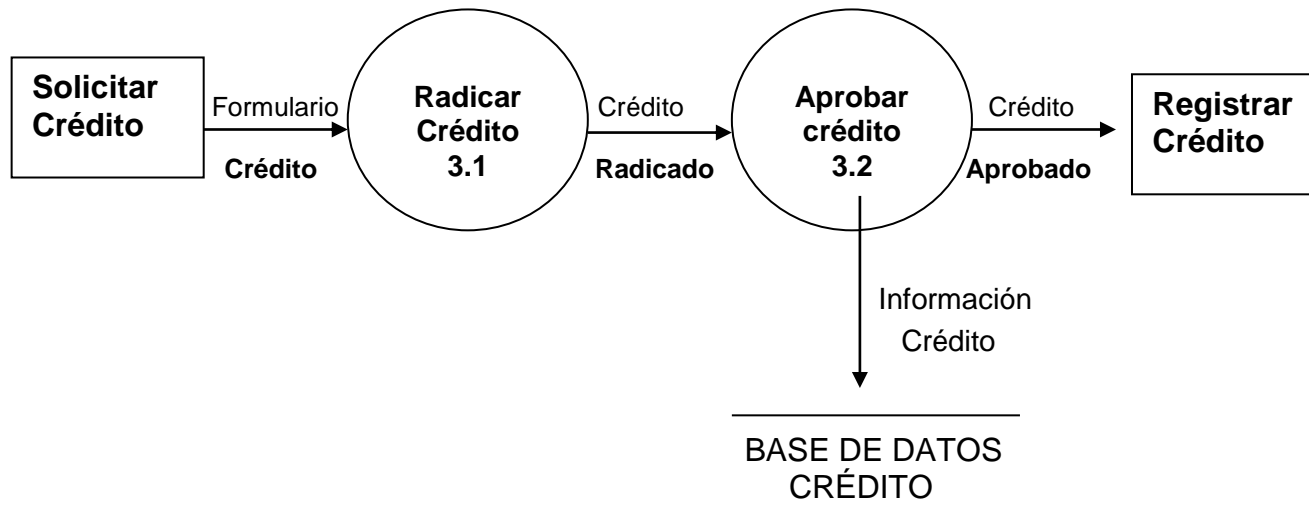 Solicitar
Crédito
Formulario
Crédito
Radicar
Crédito
3.1
Crédito
Radicado
Aprobar
crédito
3.2
Crédito
Aprobado
Registrar
Crédito
Información
Crédito
BASE DE DATOS
CRÉDITO